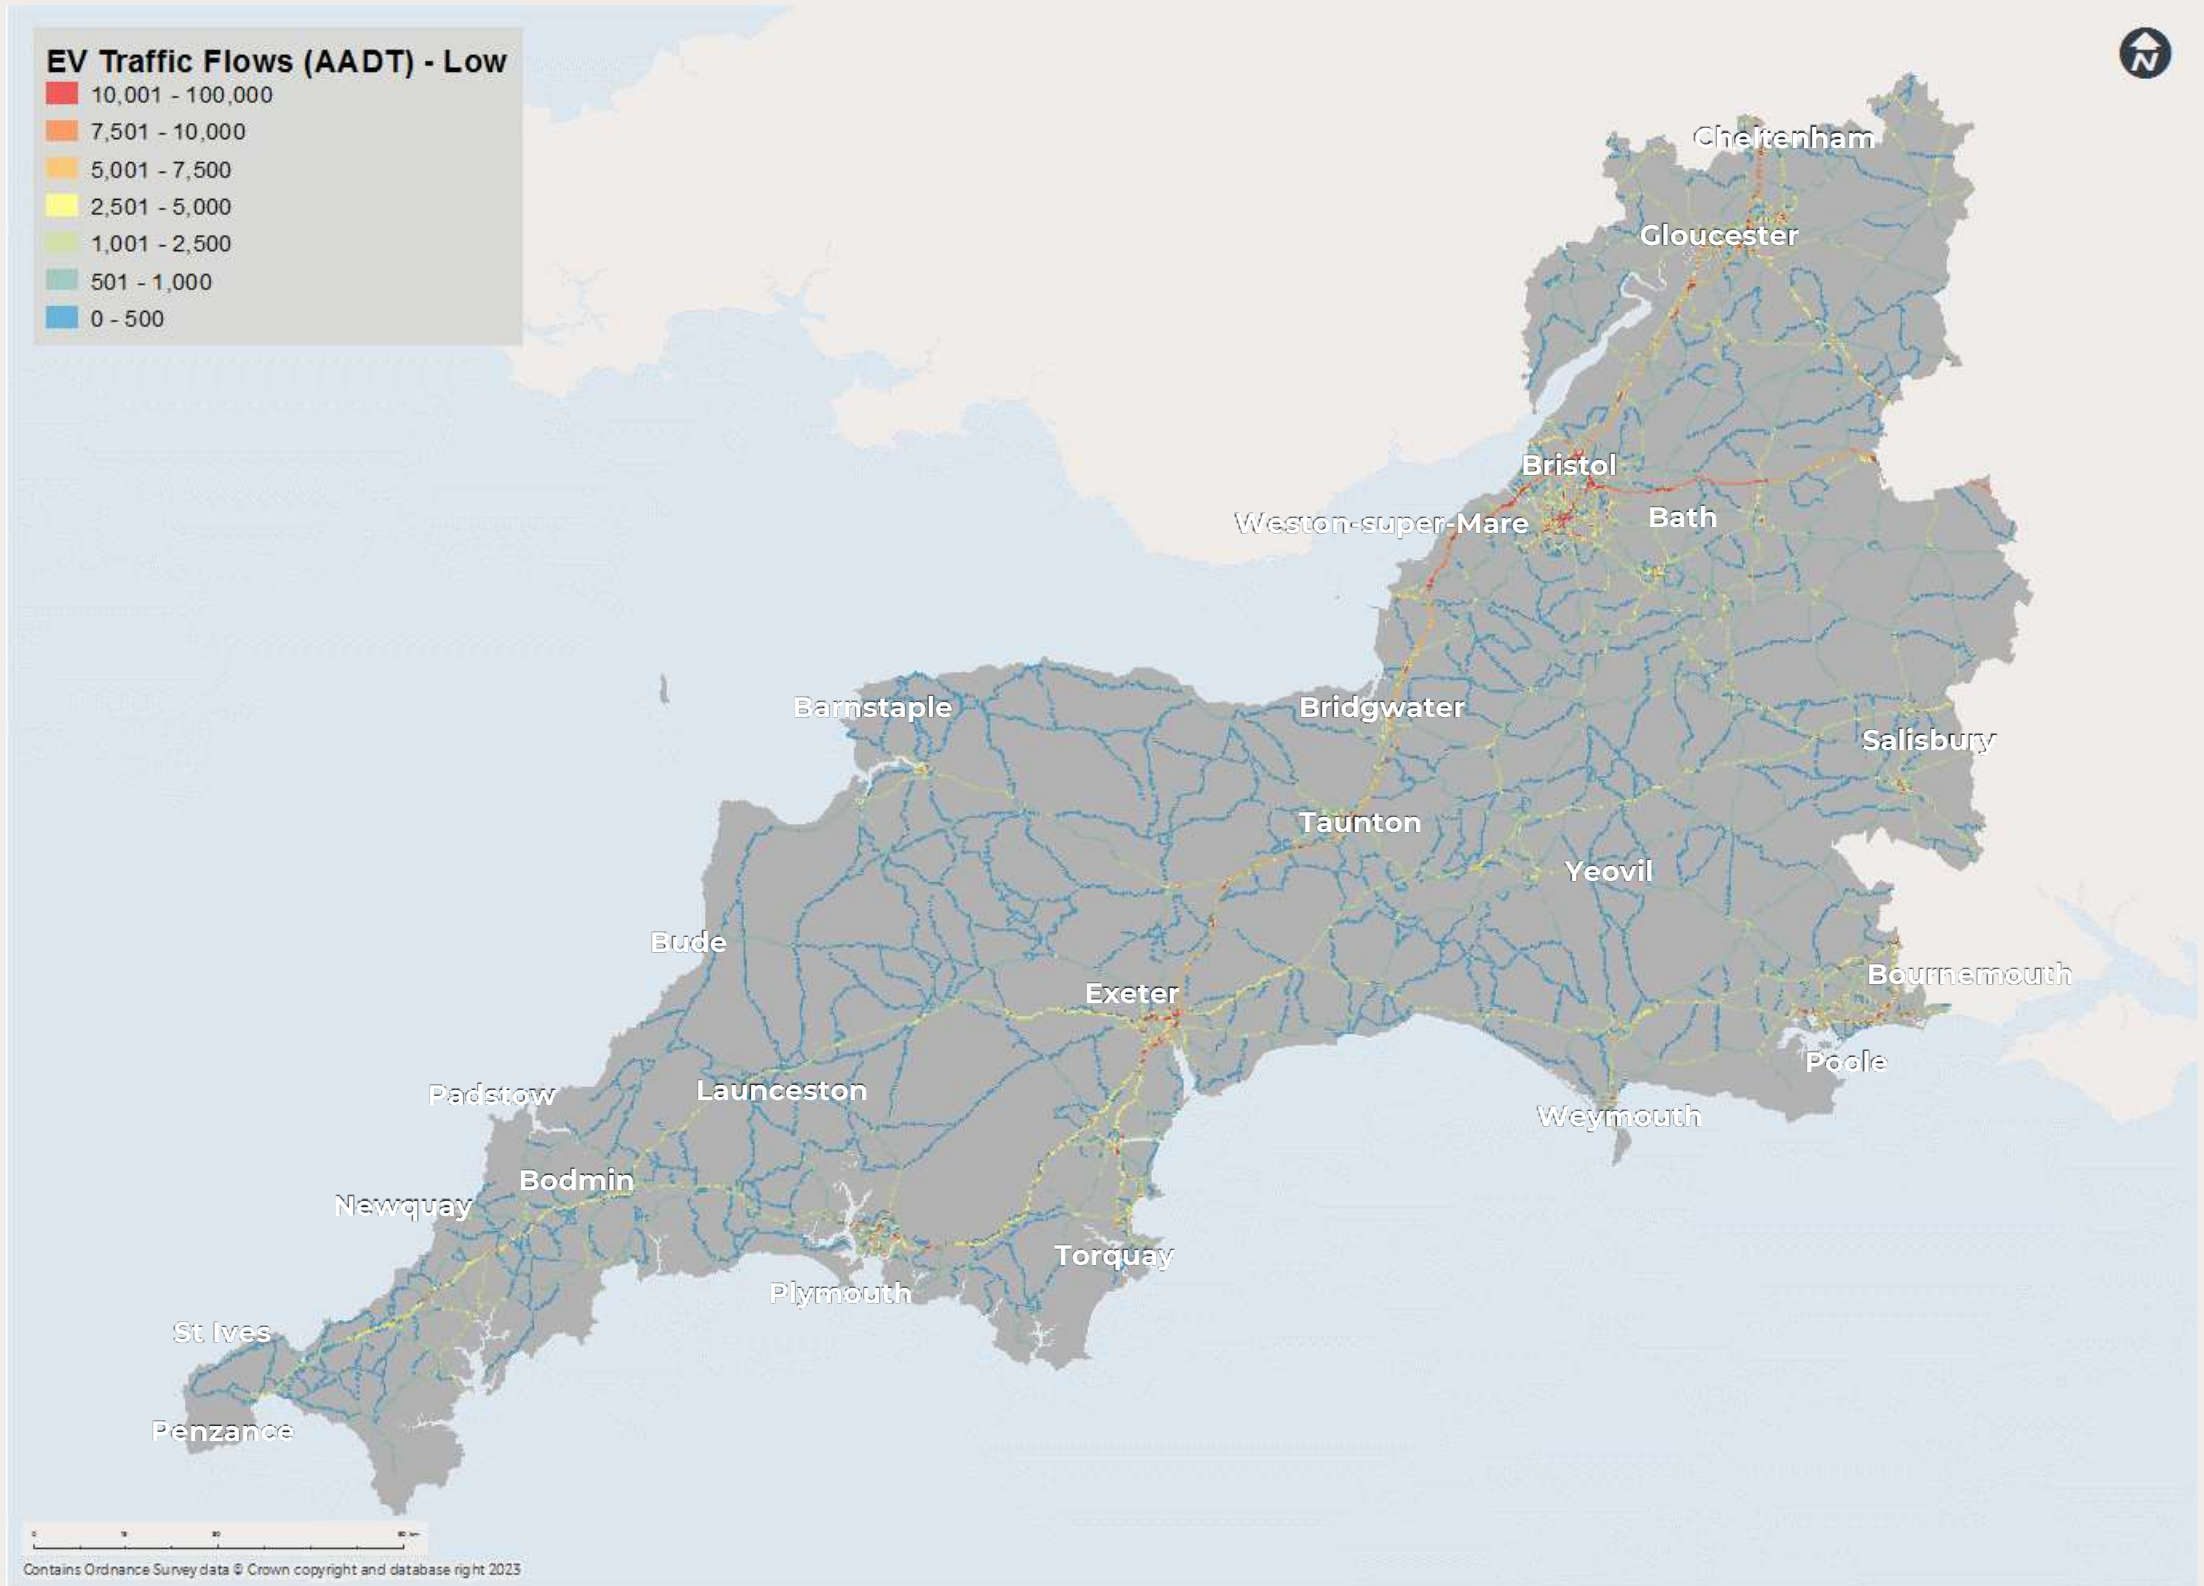 EV Traffic Flows (AADT) - Low
10,001 - 100,000
7,501 - 10,000
5,001 - 7,500
2,501 - 5,000
1,001 - 2,500
501 - 1,000
0 - 500
N
Cheltenham
Gloucester
Bristol
Weston-super-Mare
Bath
Barnstaple
Bridgwater
Salisbury
Taunton
Yeovil
Bude
Exeter
Bournemouth
Poole
Launceston
Padstow
Weymouth
Bodmin
Newquay
Torquay
Plymouth
St Ives
Penzance
Contains Ordnance Survey data © Crown copyright and database right 2023